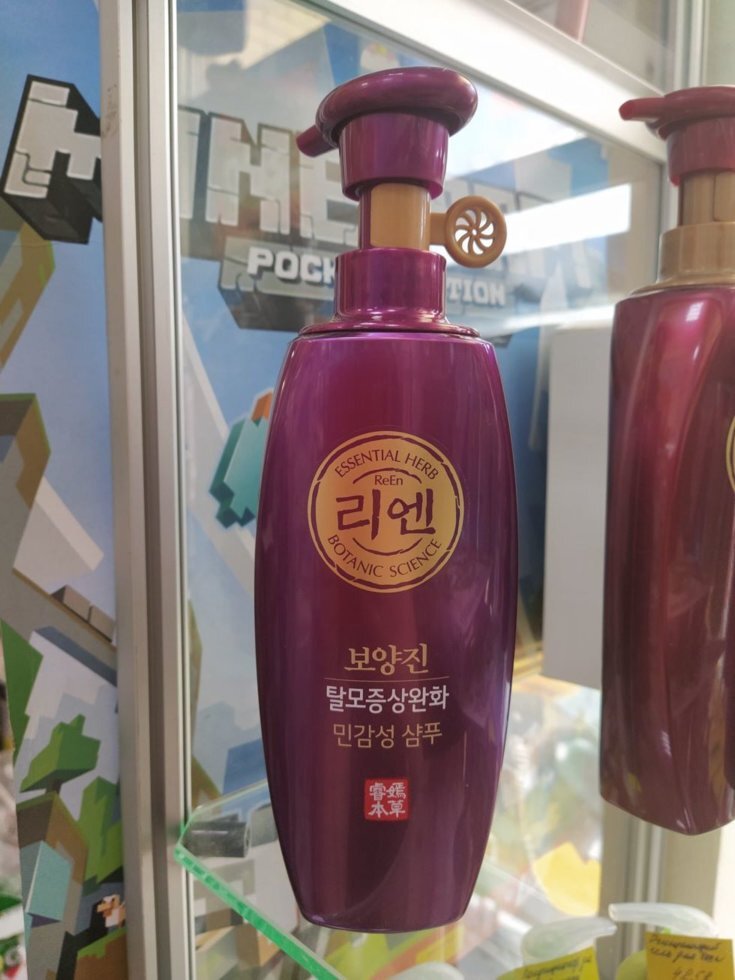 MINE
POCK
TION
ESSENTIAL HERB
ReEn
리엔
BOTANIC SCIENCE
보양진
탈모증상완화
민감성 샴푸